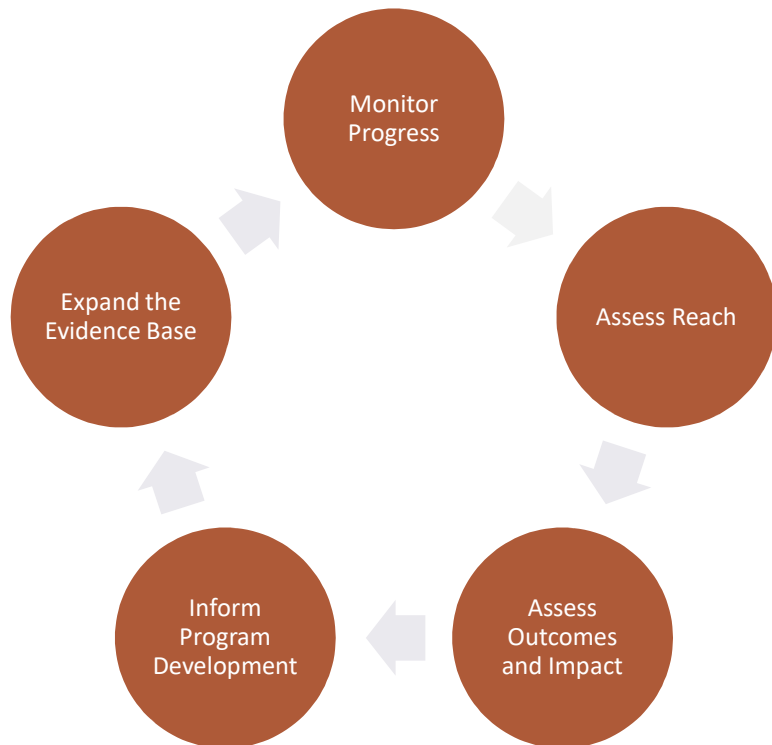 Monitor
Progress
Assess Reach
Assess
Outcomes
and Impact
Inform
Program
Development
Expand the
Evidence Base